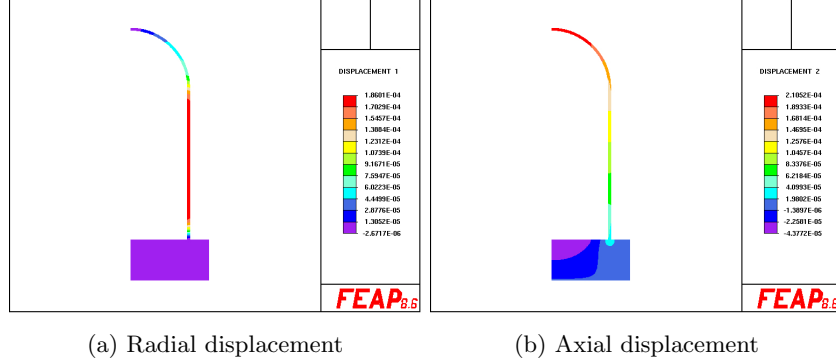 DISPLACEMENT 1
1.8601E-04
1.7029E-04
1.5457E-04
1.3884E-04
1.2312E-04
1.0739E-04
9.1671E-05
7.5947E-05
6.0223E-05
4.4499E-05
2.8776E-05
1.3052E-05
-2.6717E-06
FEAP8.6
DISPLACEMENT 2
2.1052E-04
1.8933E-04
1.6814E-04
1.4695E-04
1.2576E-04
1.0457E-04
8.3376E-05
6.2184E-05
4.0993E-05
1.9802E-05
-1.3897E-06
-2.2581E-05
-4.3772E-05
FEAP8.6
(a) Radial displacement
(b) Axial displacement